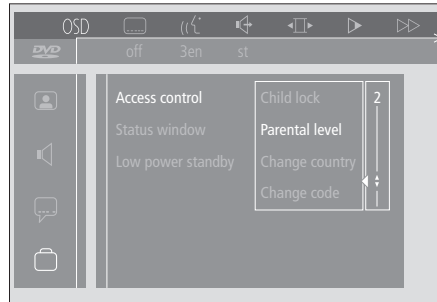 OSD
DVD
off 3en st
Access control
Status window
Low power standby
Child lock
Parental level
Change country
Change code
2